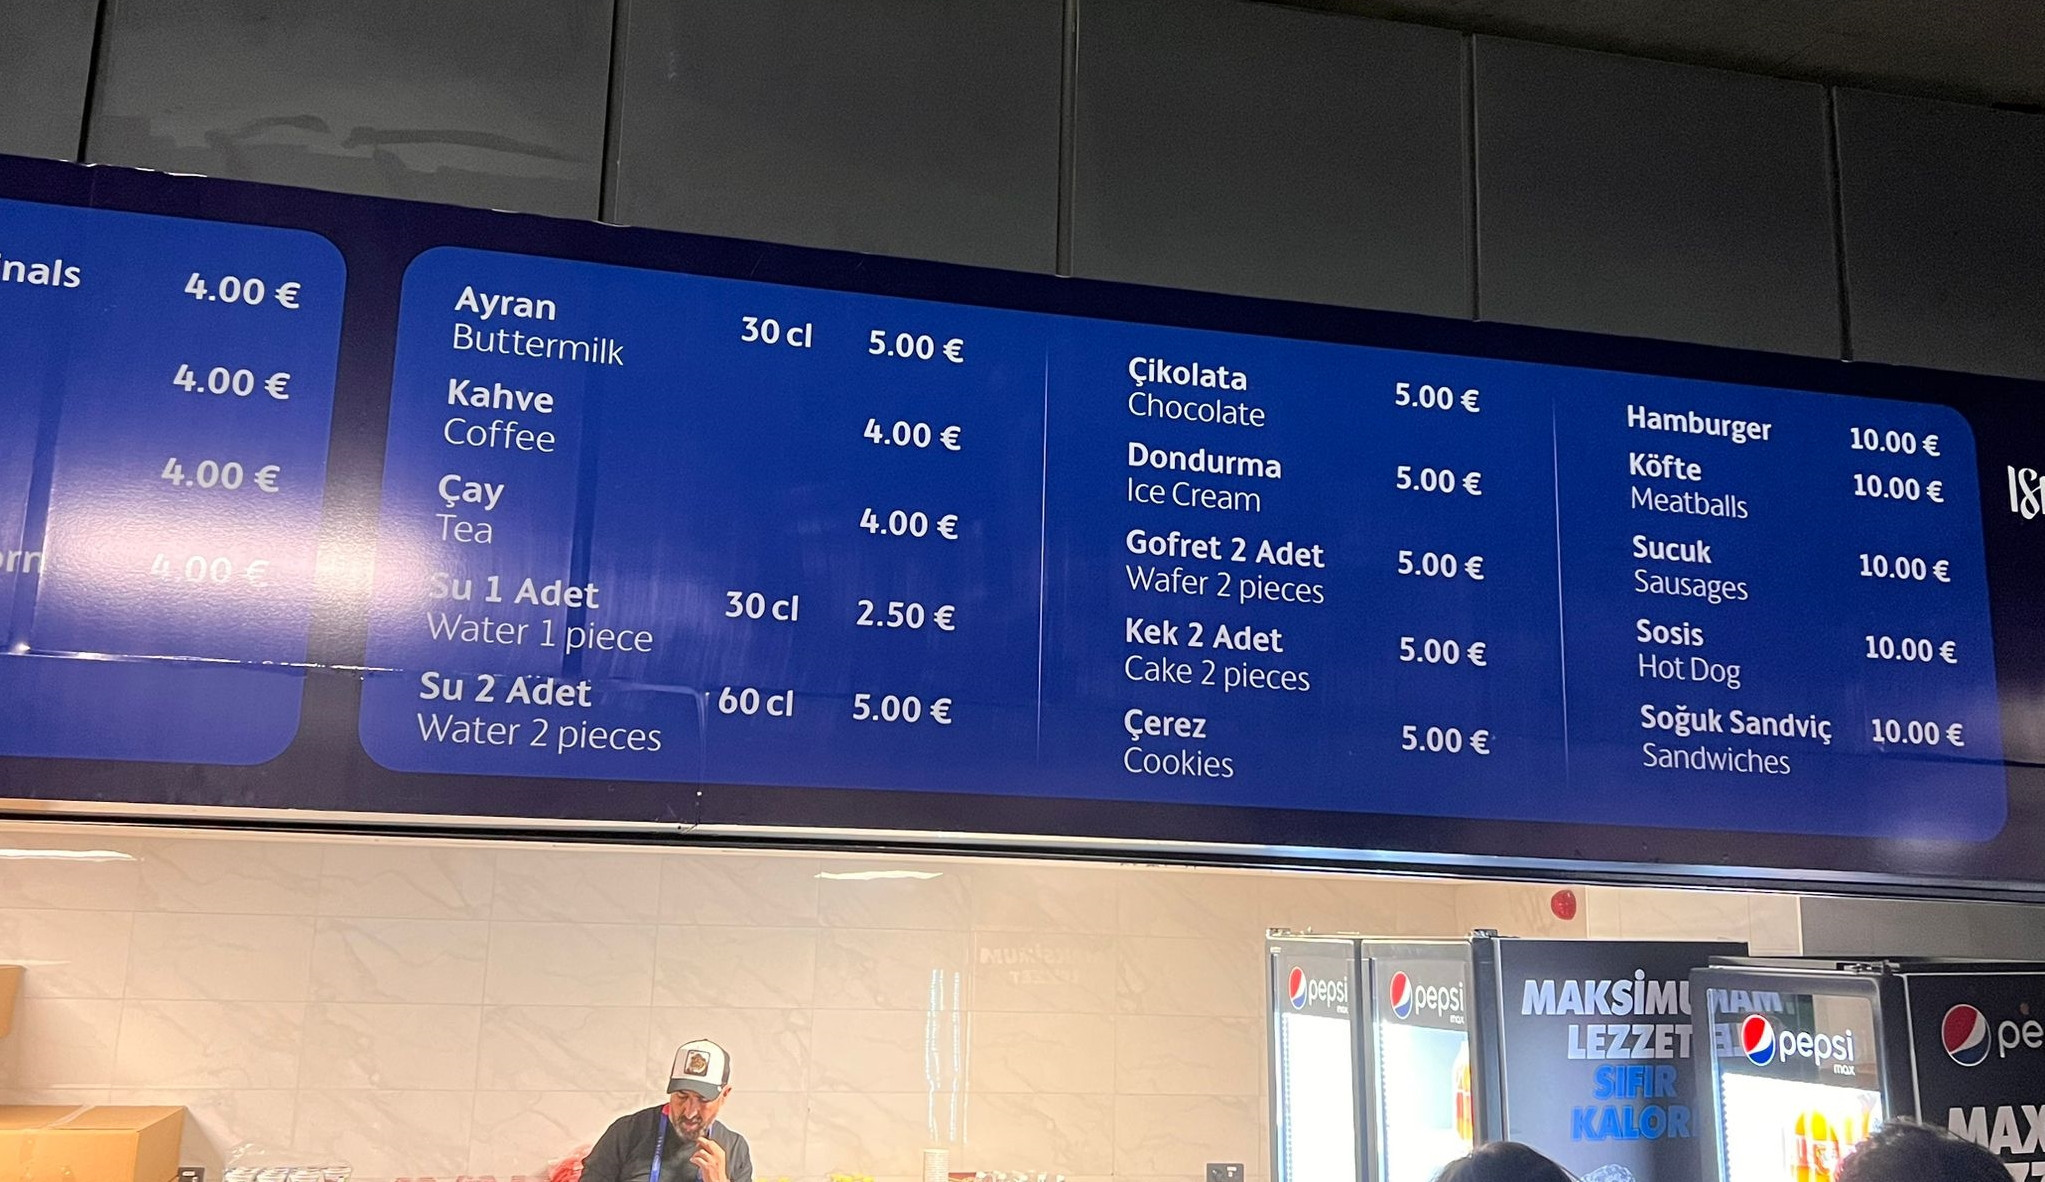 4.00 €
4.00 €
4.00 €
4.00 €
Ayran 30 cl 5.00 €
Buttermilk
Kahve 4.00 €
Coffee
Çay 4.00 €
Tea
Su 1 Adet 30 cl 2.50 €
Water 1 piece
Su 2 Adet 60 cl 5.00 €
Water 2 pieces
Çikolata 5.00 €
Chocolate
Dondurma 5.00 €
Ice Cream
Gofret 2 Adet 5.00 €
Wafer 2 pieces
Kek 2 Adet 5.00 €
Cake 2 pieces
Çerez 5.00 €
Cookies
Hamburger 10.00 €
Köfte 10.00 €
Meatballs
Sucuk 10.00 €
Sausages
Sosis 10.00 €
Hot Dog
Soğuk Sandviç 10.00 €
Sandwiches
pepsi
max
pepsi
max
LEZZET
SIFIR
KALORİ
pepsi
max